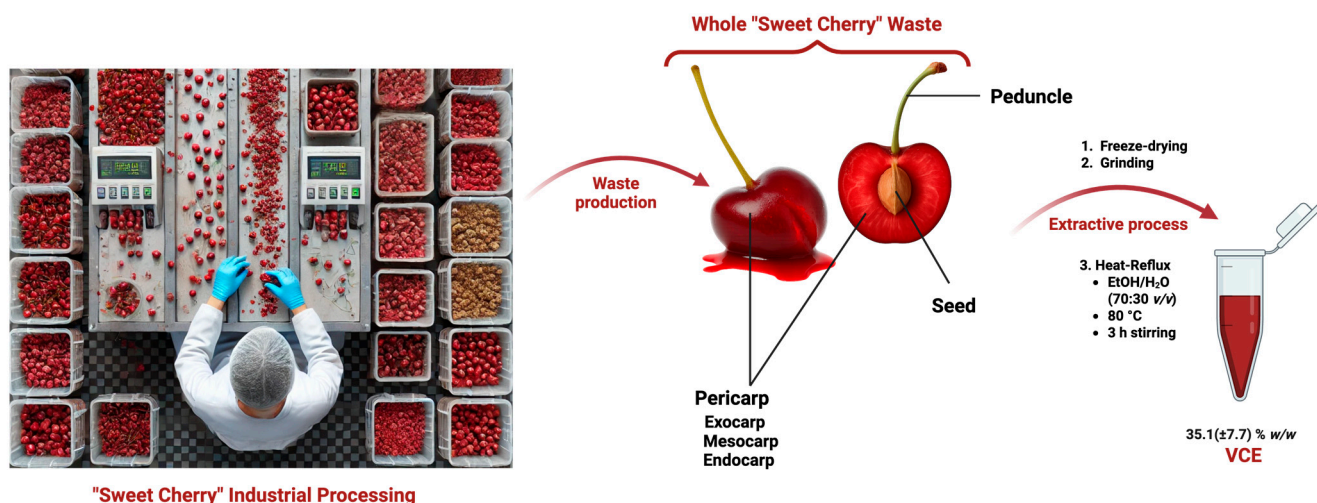 Whole "Sweet Cherry" Waste
Peduncle
Waste
production
Seed
Pericarp
Exocarp
Mesocarp
Endocarp
1. Freeze-drying
2. Grinding
Extractive process
3. Heat-Reflux
• EtOH/H₂O
(70:30 v/v)
• 80 °C
• 3 h stirring
35.1(±7.7) % w/w
VCE
"Sweet Cherry" Industrial Processing